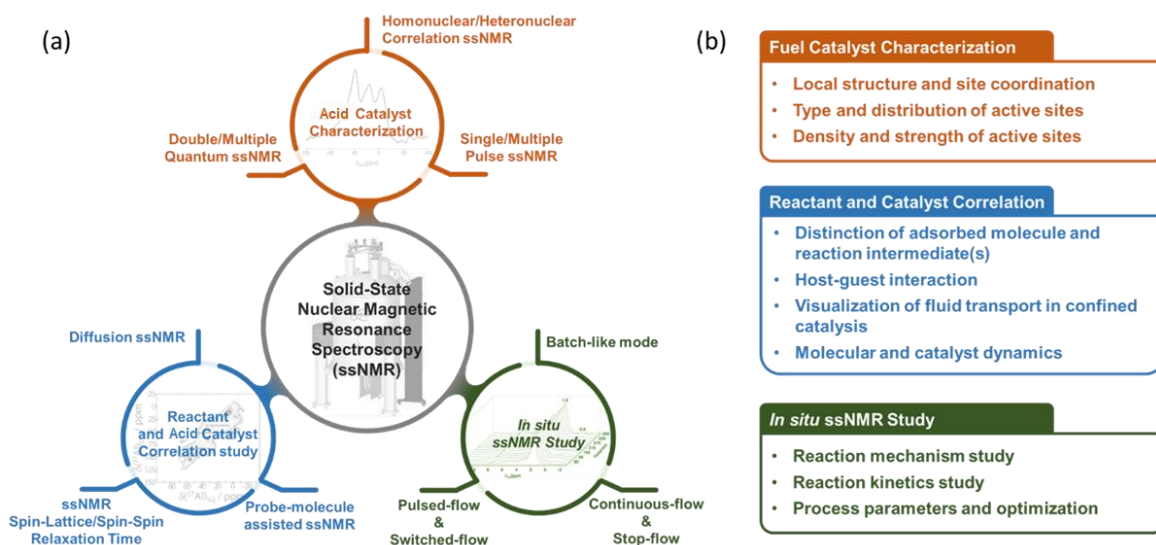 (a)
Homonuclear/Heteronuclear
Correlation ssNMR
Acid Catalyst
Characterization
Double/Multiple
Quantum ssNMR
Single/Multiple
Pulse ssNMR
Solid-State
Nuclear Magnetic
Resonance
Spectroscopy
(ssNMR)
Diffusion ssNMR
Reactant
and Acid Catalyst
Correlation study
ssNMR
Spin-Lattice/Spin-Spin
Relaxation Time
Probe-molecule
assisted ssNMR
Batch-like mode
In situ
ssNMR Study
Pulsed-flow
&
Switched-flow
Continuous-flow
&
Stop-flow
(b)
Fuel Catalyst Characterization
• Local structure and site coordination
• Type and distribution of active sites
• Density and strength of active sites
Reactant and Catalyst Correlation
• Distinction of adsorbed molecule and
reaction intermediate(s)
• Host-guest interaction
• Visualization of fluid transport in confined
catalysis
• Molecular and catalyst dynamics
In situ ssNMR Study
• Reaction mechanism study
• Reaction kinetics study
• Process parameters and optimization